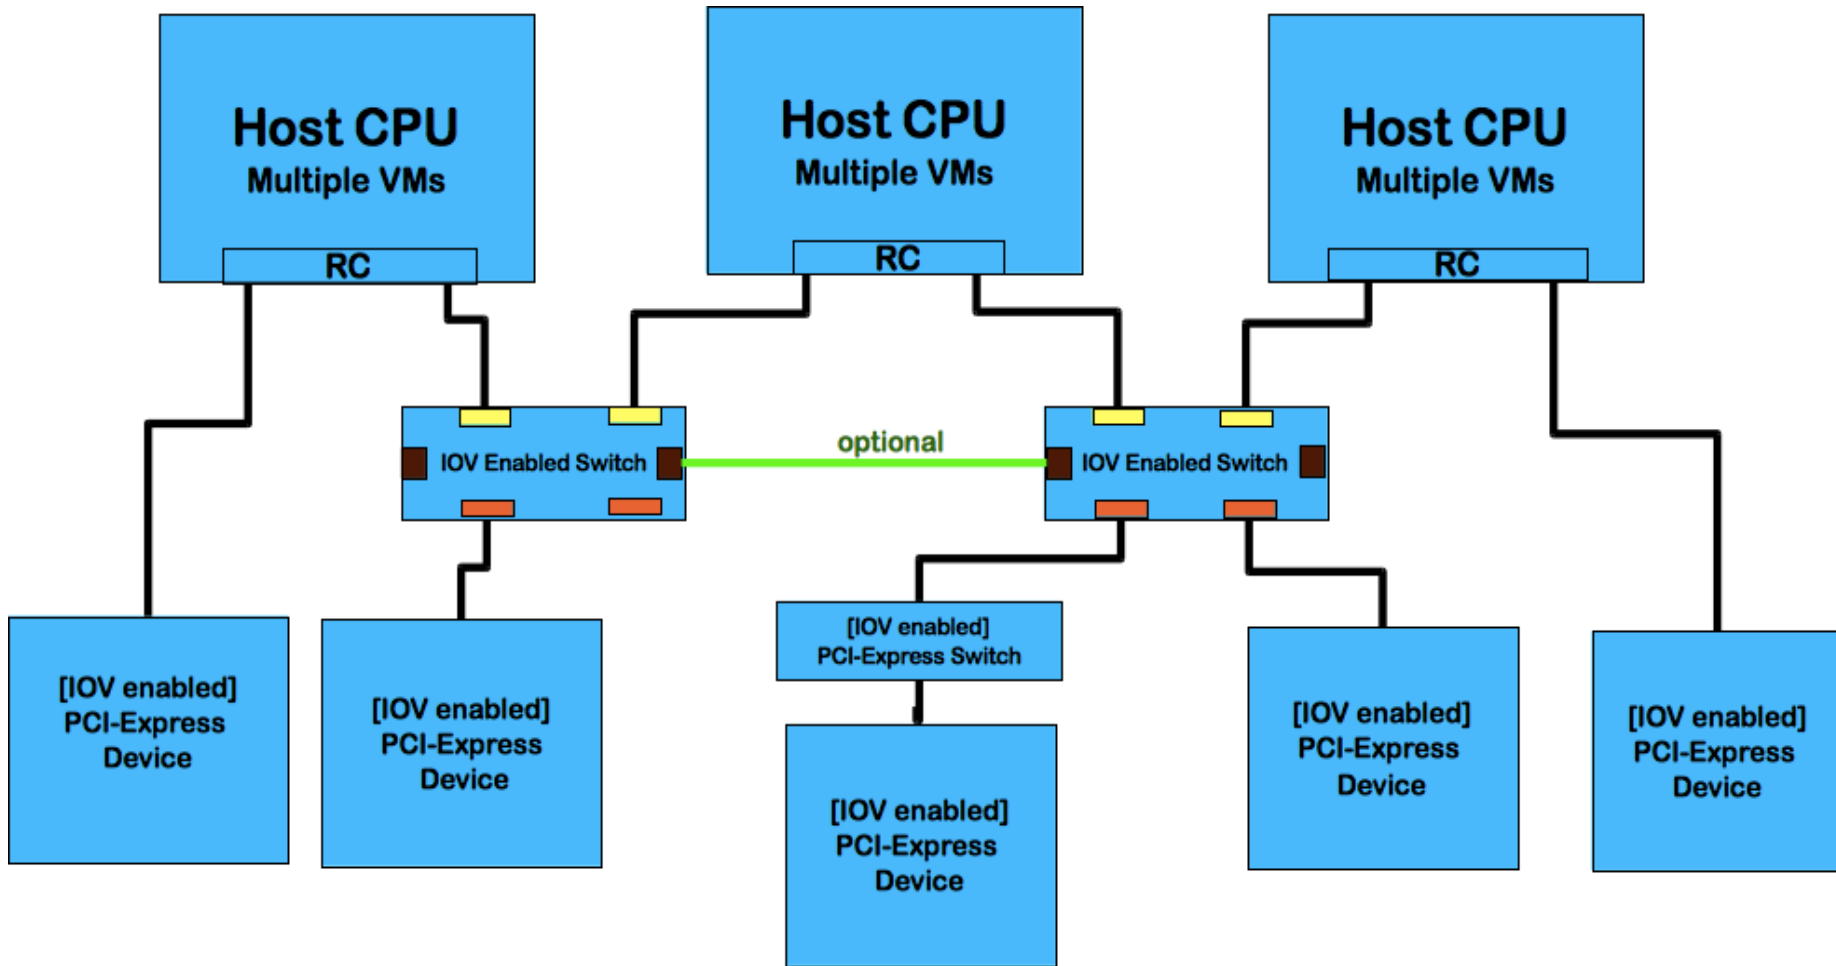 Host CPU
Multiple VMs
RC
Host CPU
Multiple VMs
RC
Host CPU
Multiple VMs
RC
IOV Enabled Switch
optional
IOV Enabled Switch
[IOV enabled]
PCI-Express
Device
[IOV enabled]
PCI-Express
Device
[IOV enabled]
PCI-Express Switch
[IOV enabled]
PCI-Express
Device
[IOV enabled]
PCI-Express
Device
[IOV enabled]
PCI-Express
Device